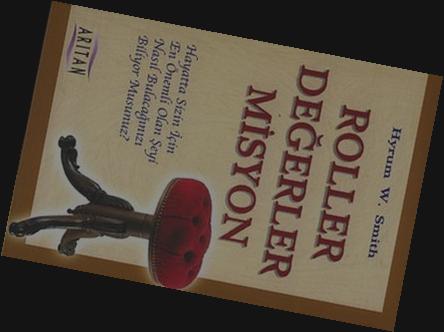 Hyrum W. Smith
ROLLER
DEĞERLER
MİSYON
Hayatta Sizin İçin
En Önemli Olan Şeyi
Nasıl Bulacağınızı
Biliyor Musunuz?
ARITAN